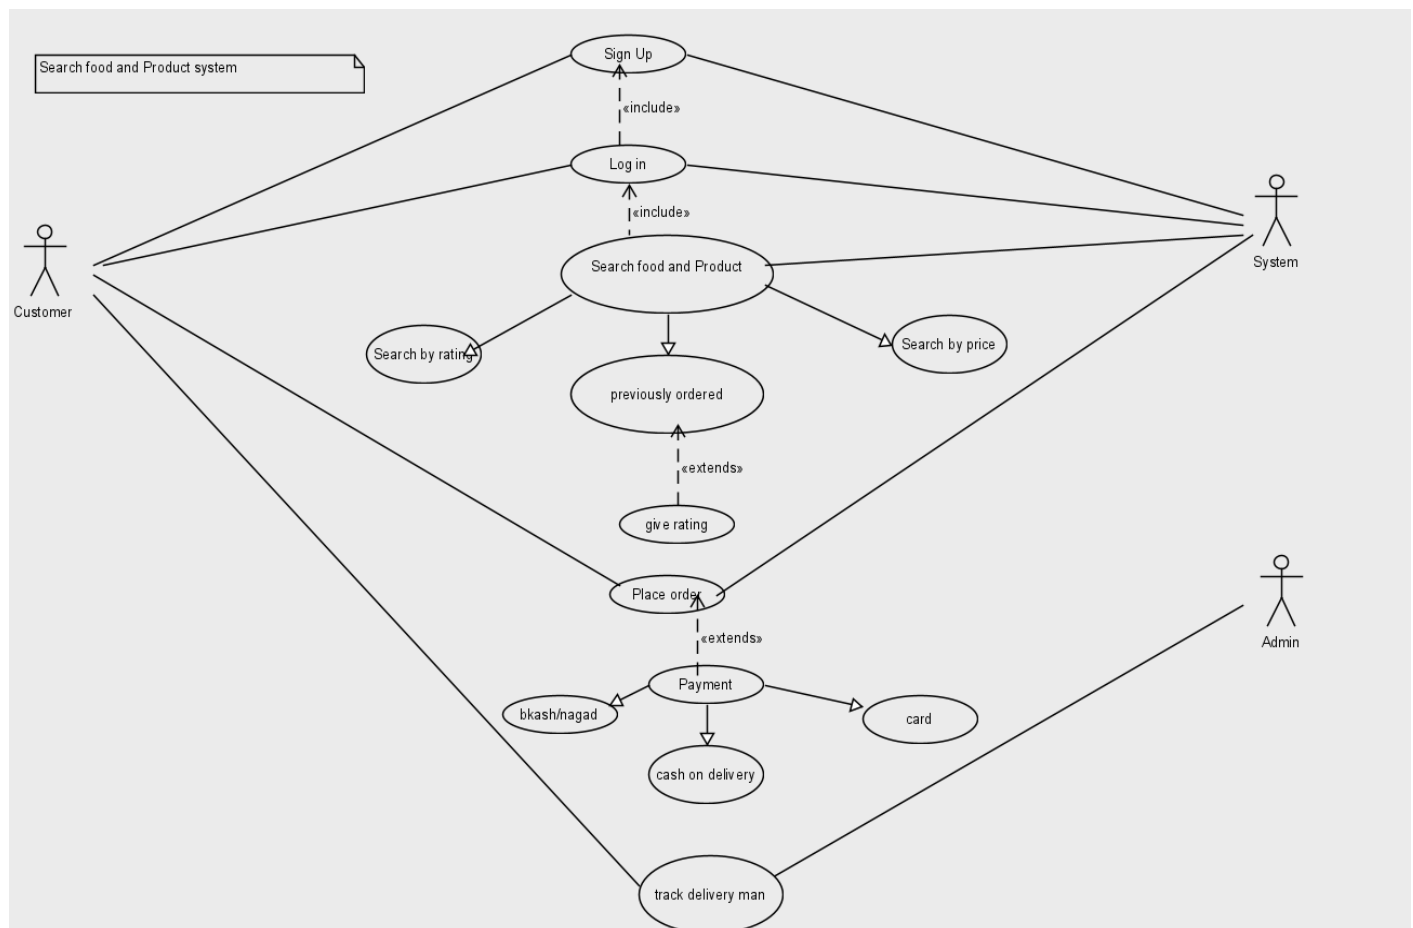 Sign Up
Search food and Product system
«include»
Log in
«include»
Search food and Product
System
Customer
Search by rating
Search by price
previously ordered
«extends»
give rating
Place order
«extends»
Admin
Payment
bkash/nagad
card
cash on delivery
track delivery man